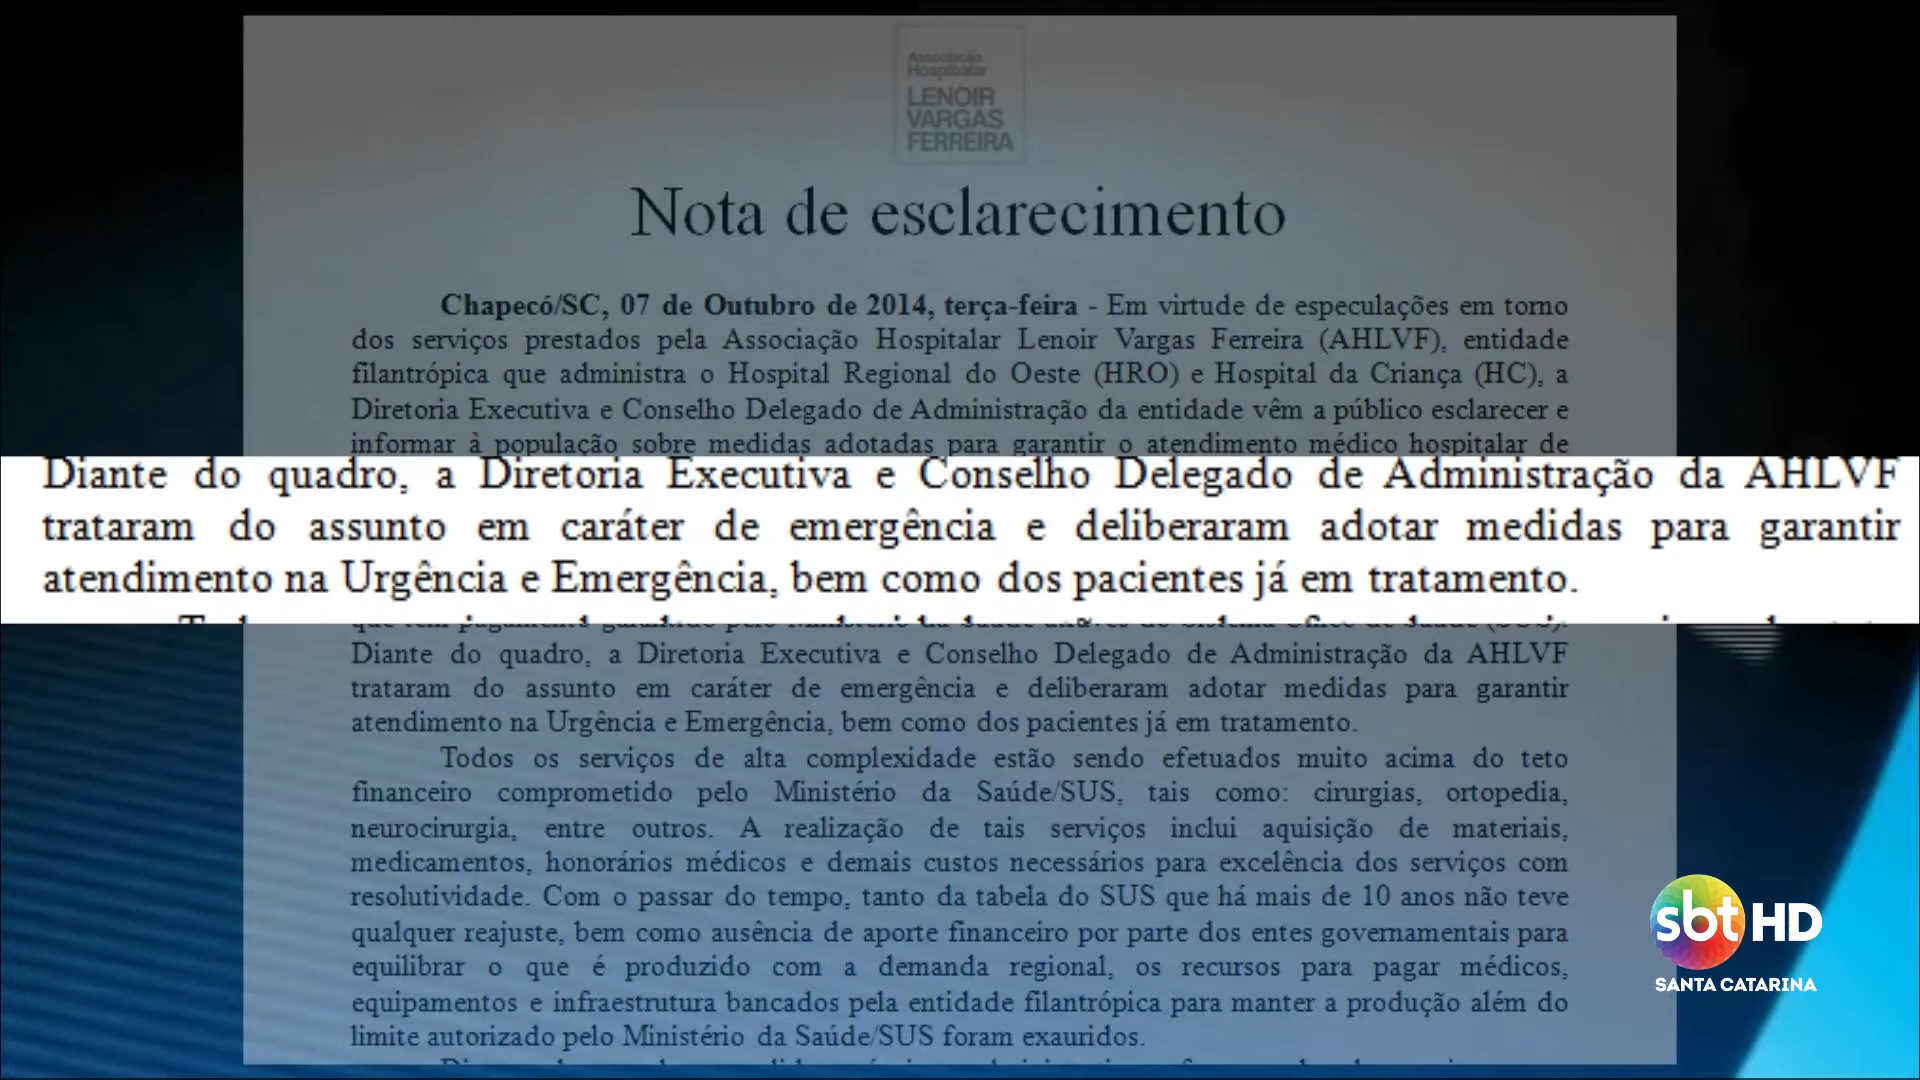 Associação
Hospitalar
LENOIR
VARGAS
FERREIRA
Nota de esclarecimento
Chapecó/SC, 07 de Outubro de 2014, terça-feira - Em virtude de especulações em torno
dos serviços prestados pela Associação Hospitalar Lenoir Vargas Ferreira (AHLVF), entidade
filantrópica que administra o Hospital Regional do Oeste (HRO) e Hospital da Criança (HC), a
Diretoria Executiva e Conselho Delegado de Administração da entidade vêm a público esclarecer e
informar à população sobre medidas adotadas para garantir o atendimento médico hospitalar de
Diante do quadro, a Diretoria Executiva e Conselho Delegado de Administração da AHLVF
trataram do assunto em caráter de emergência e deliberaram adotar medidas para garantir
atendimento na Urgência e Emergência, bem como dos pacientes já em tratamento.
Diante do quadro, a Diretoria Executiva e Conselho Delegado de Administração da AHLVF
trataram do assunto em caráter de emergência e deliberaram adotar medidas para garantir
atendimento na Urgência e Emergência, bem como dos pacientes já em tratamento.
Todos os serviços de alta complexidade estão sendo efetuados muito acima do teto
financeiro comprometido pelo Ministério da Saúde/SUS, tais como: cirurgias, ortopedia,
neurocirurgia, entre outros. A realização de tais serviços inclui aquisição de materiais,
medicamentos, honorários médicos e demais custos necessários para excelência dos serviços com
resolutividade. Com o passar do tempo, tanto da tabela do SUS que há mais de 10 anos não teve
qualquer reajuste, bem como ausência de aporte financeiro por parte dos entes governamentais para
equilibrar o que é produzido com a demanda regional, os recursos para pagar médicos,
equipamentos e infraestrutura bancados pela entidade filantrópica para manter a produção além do
limite autorizado pelo Ministério da Saúde/SUS foram exauridos.
sbt HD
SANTA CATARINA